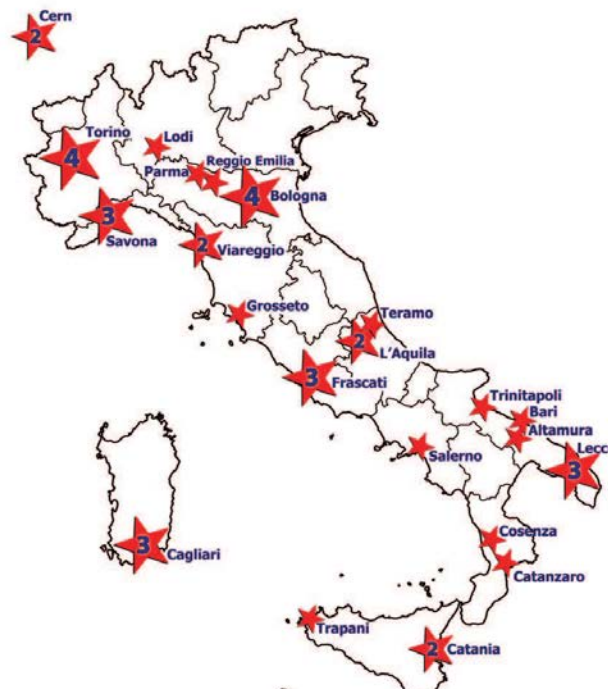 Cern
2
Torino
4
Lodi
Parma
Reggio Emilia
4
Bologna
3
Savona
2
Viareggio
Grosseto
Teramo
2
L'Aquila
3
Frascati
Trinitapoli
Bari
Altamura
Lecc
3
Salerno
3
Cagliari
Cosenza
Catanzaro
Trapani
2
Catania